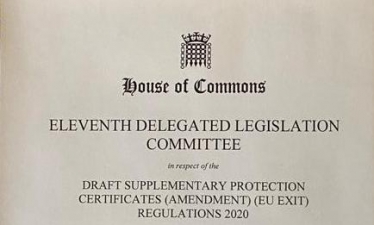 House of Commons
ELEVENTH DELEGATED LEGISLATION
COMMITTEE
in respect of the
DRAFT SUPPLEMENTARY PROTECTION
CERTIFICATES (AMENDMENT) (EU EXIT)
REGULATIONS 2020